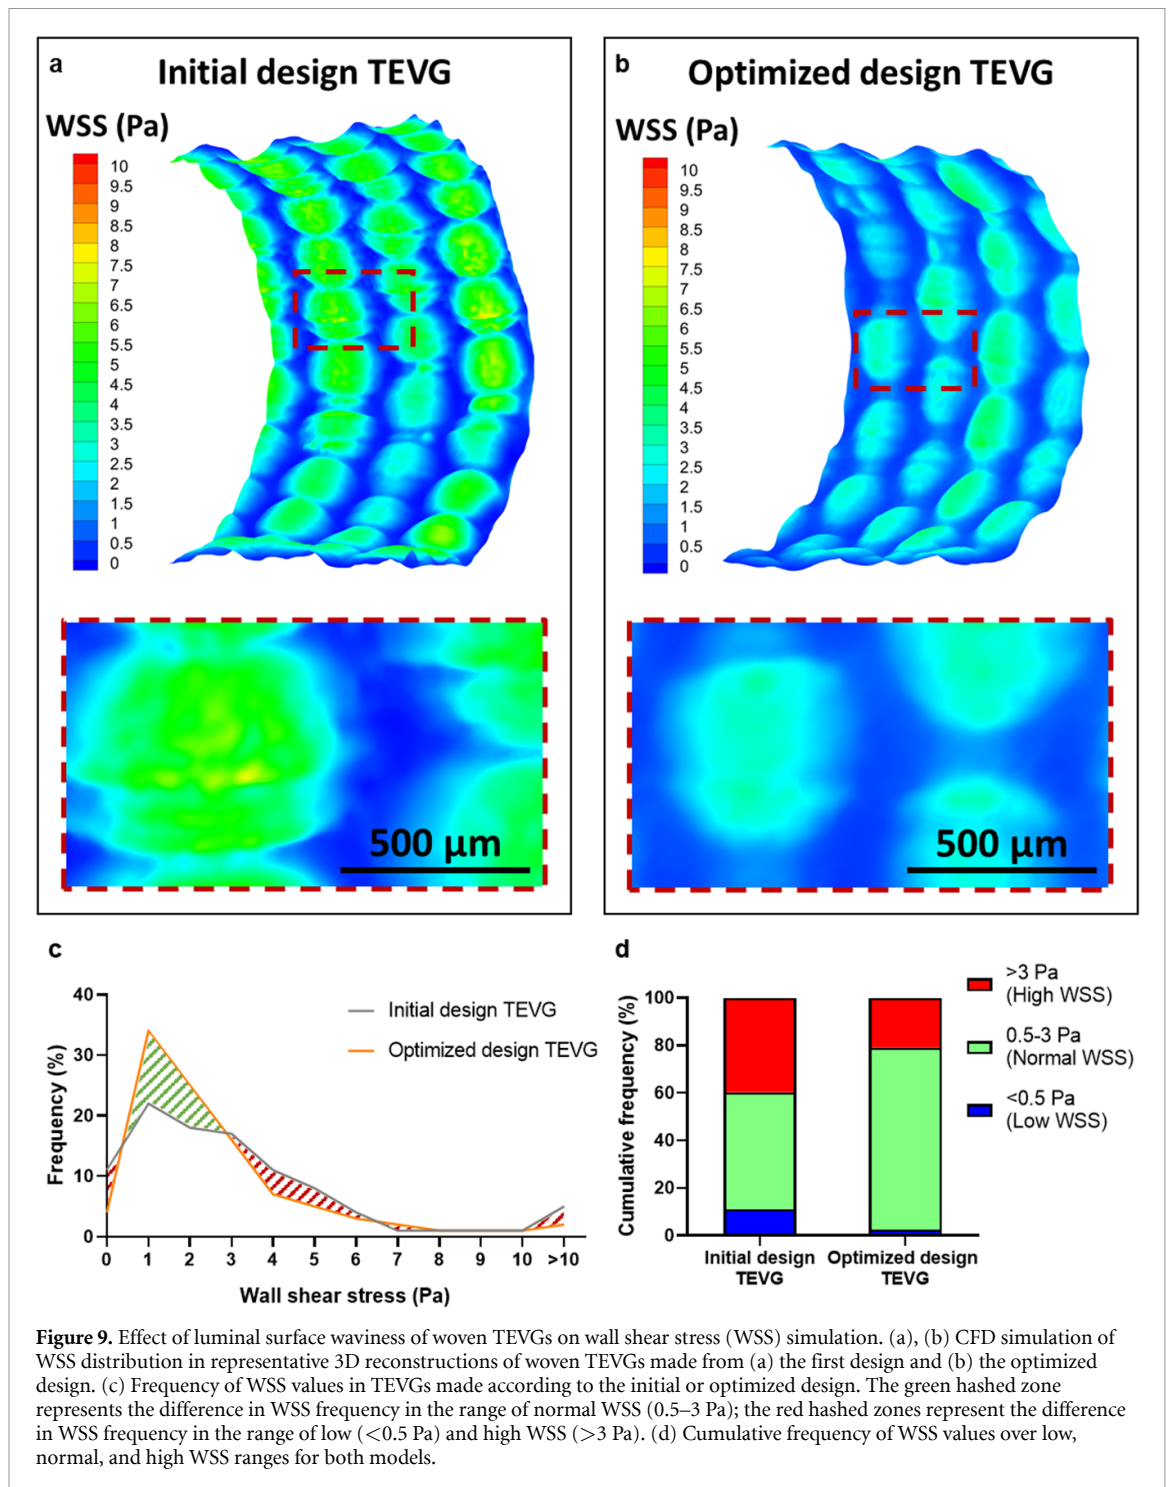 a
Initial design TEVG
WSS (Pa)
10
9.5
9
8.5
8
7.5
7
6.5
6
5.5
5
4.5
4
3.5
3
2.5
2
1.5
1
0.5
0
500 µm
b
Optimized design TEVG
WSS (Pa)
10
9.5
9
8.5
8
7.5
7
6.5
6
5.5
5
4.5
4
3.5
3
2.5
2
1.5
1
0.5
0
500 µm
c
Frequency (%)
40
30
20
10
0
Initial design TEVG
Optimized design TEVG
0 1 2 3 4 5 6 7 8 9 10 >10
Wall shear stress (Pa)
d
Cumulative frequency (%)
100
80
60
40
20
0
Initial design
TEVG
Optimized design
TEVG
>3 Pa
(High WSS)
0.5-3 Pa
(Normal WSS)
<0.5 Pa
(Low WSS)
Figure 9. Effect of luminal surface waviness of woven TEVGs on wall shear stress (WSS) simulation. (a), (b) CFD simulation of
WSS distribution in representative 3D reconstructions of woven TEVGs made from (a) the first design and (b) the optimized
design. (c) Frequency of WSS values in TEVGs made according to the initial or optimized design. The green hashed zone
represents the difference in WSS frequency in the range of normal WSS (0.5–3 Pa); the red hashed zones represent the difference
in WSS frequency in the range of low (<0.5 Pa) and high WSS (>3 Pa). (d) Cumulative frequency of WSS values over low,
normal, and high WSS ranges for both models.